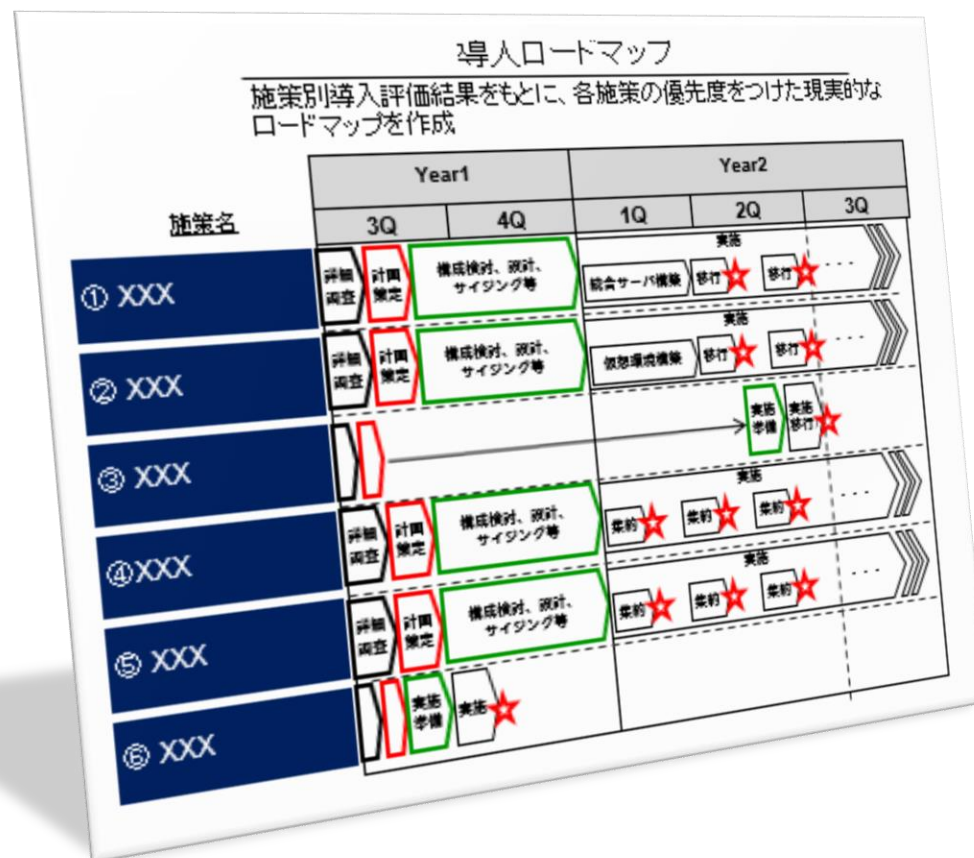 導入ロードマップ
施策別導入評価結果をもとに、各施策の優先度をつけた現実的な
ロードマップを作成
施策名
Year1
Year2
3Q
4Q
1Q
2Q
3Q
① XXX
詳細
調査
計画
策定
構成検討、設計、
サイジング等
実施
統合サーバ構築
移行
移行
...
② XXX
詳細
調査
計画
策定
構成検討、設計、
サイジング等
実施
仮想環境構築
移行
移行
...
③ XXX
実施
準備
実施
移行
④XXX
詳細
調査
計画
策定
構成検討、設計、
サイジング等
実施
集約
集約
集約
...
⑤ XXX
詳細
調査
計画
策定
構成検討、設計、
サイジング等
実施
集約
集約
集約
...
⑥ XXX
実施
準備
実施